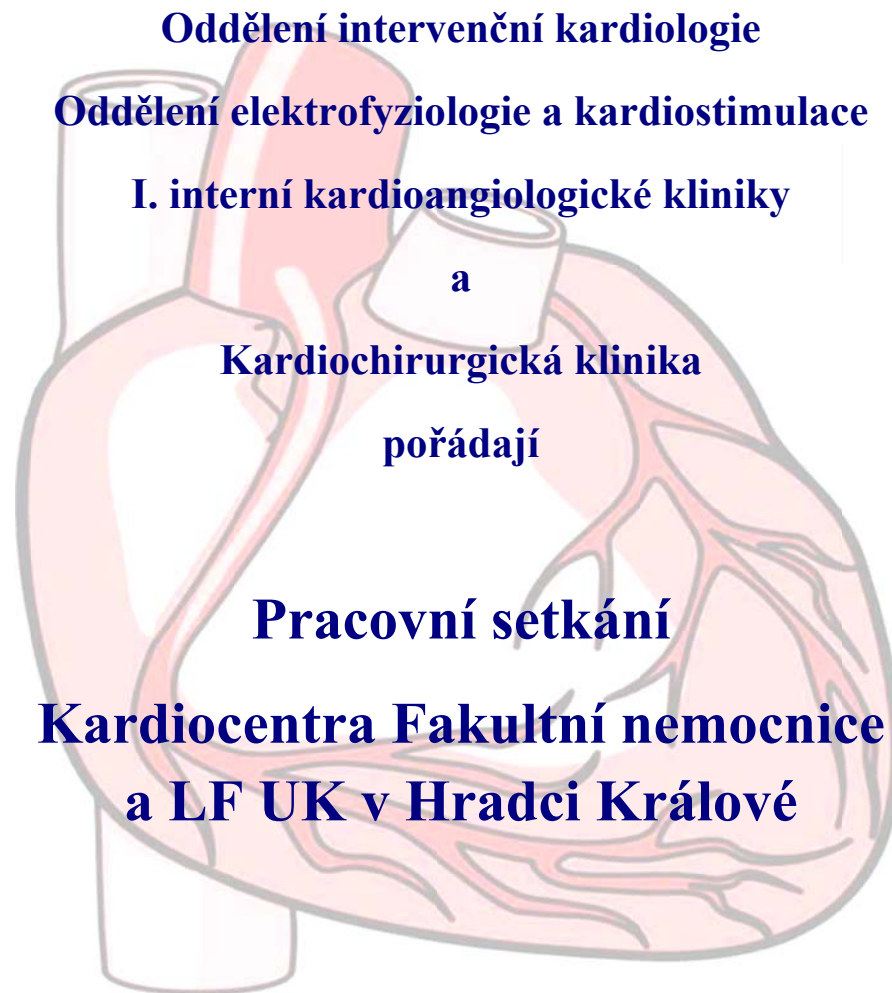 Oddělení intervenční kardiologie
Oddělení elektrofyziologie a kardiostimulace
I. interní kardioangiologické kliniky
a
Kardiochirurgická klinika
pořádají
Pracovní setkání
Kardiocentra Fakultní nemocnice
a LF UK v Hradci Králové